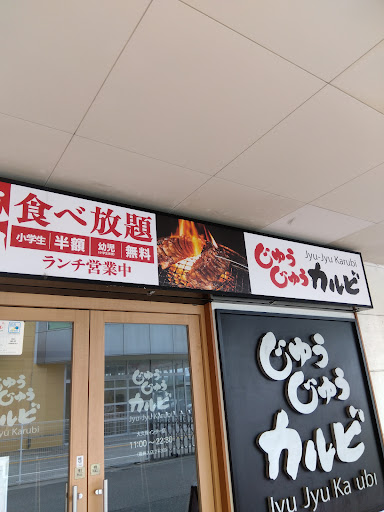 食べ放題
小学生 半額 幼児 無料
ランチ営業中
じゅうじゅうカルビ
Jyu-Jyu Karubi
じゅう
じゅう
カルビ
Jyu Jyu Karubi
11:00〜22:30
じゅう
じゅう
カルビ
Jyu Jyu Ka ubi